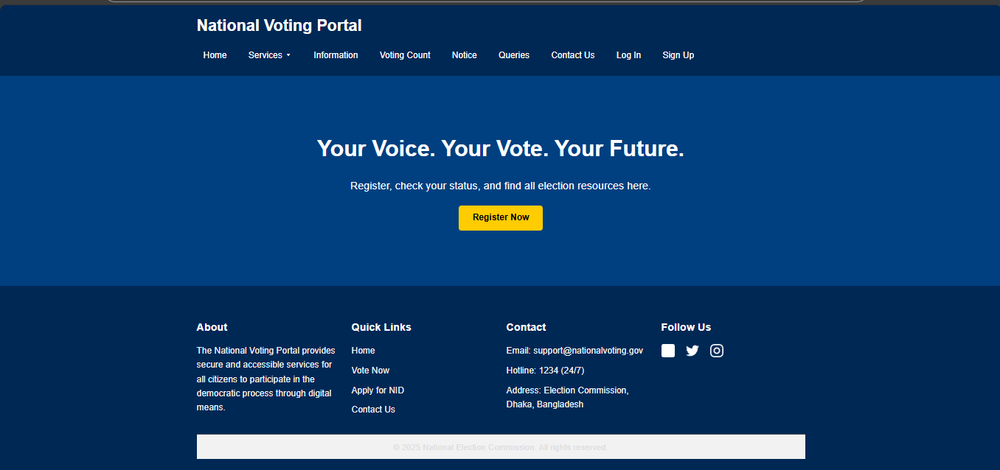 National Voting Portal
Home Services Information Voting Count Notice Queries Contact Us Log In Sign Up
Your Voice. Your Vote. Your Future.
Register, check your status, and find all election resources here.
Register Now
About
The National Voting Portal provides
secure and accessible services for
all citizens to participate in the
democratic process through digital
means.
Quick Links
Home
Vote Now
Apply for NID
Contact Us
Contact
Email: support@nationalvoting.gov
Hotline: 1234 (24/7)
Address: Election Commission,
Dhaka, Bangladesh
Follow Us
© 2025 National Election Commission. All rights reserved.